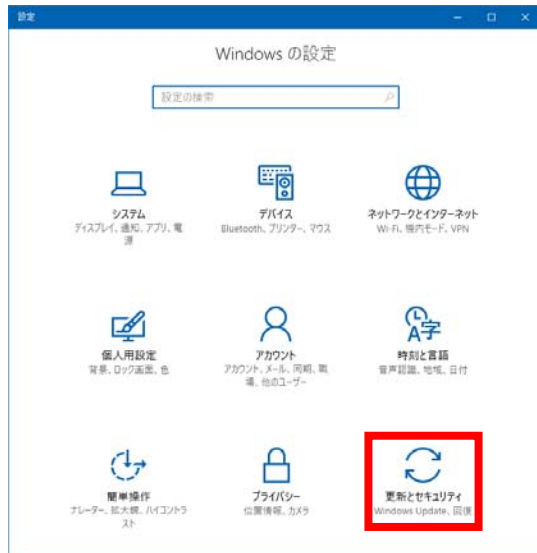 設定
Windows の設定
設定の検索
システム
ディスプレイ、通知、アプリ、電
源
デバイス
Bluetooth、プリンター、マウス
ネットワークとインターネット
Wi-Fi、機内モード、VPN
個人用設定
背景、ロック画面、色
アカウント
アカウント、メール、同期、職
場、他のユーザー
時刻と言語
音声認識、地域、日付
簡単操作
ナレーター、拡大鏡、ハイコントラ
スト
プライバシー
位置情報、カメラ
更新とセキュリティ
Windows Update、回復